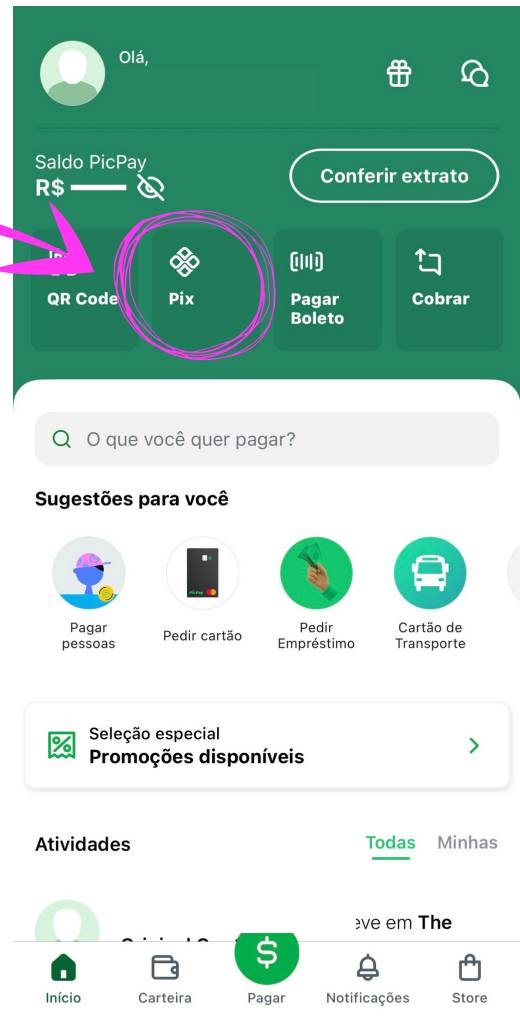 Olá,
Saldo PicPay
R$
Conferir extrato
QR Code
Pix
Pagar
Boleto
Cobrar
O que você quer pagar?
Sugestões para você
Pagar
pessoas
Pedir cartão
Pedir
Empréstimo
Cartão de
Transporte
Seleção especial
Promoções disponíveis
Atividades
Todas
Minhas
em The
$
Início
Carteira
Pagar
Notificações
Store